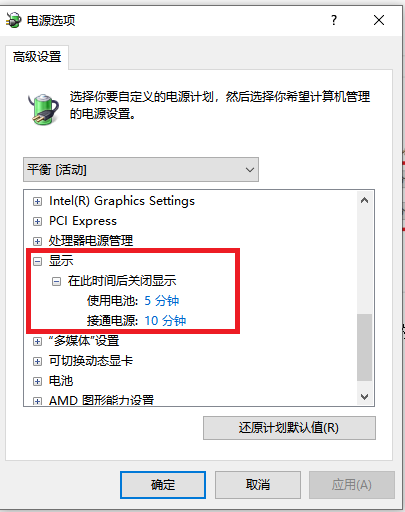 电源选项
高级设置
选择你要自定义的电源计划，然后选择你希望计算机管理
的电源设置。
平衡 [活动]
Intel(R) Graphics Settings
PCI Express
处理器电源管理
显示
在此时间后关闭显示
使用电池: 5 分钟
接通电源: 10 分钟
“多媒体”设置
可切换动态显卡
电池
AMD 图形能力设置
还原计划默认值(R)
确定
取消
应用(A)